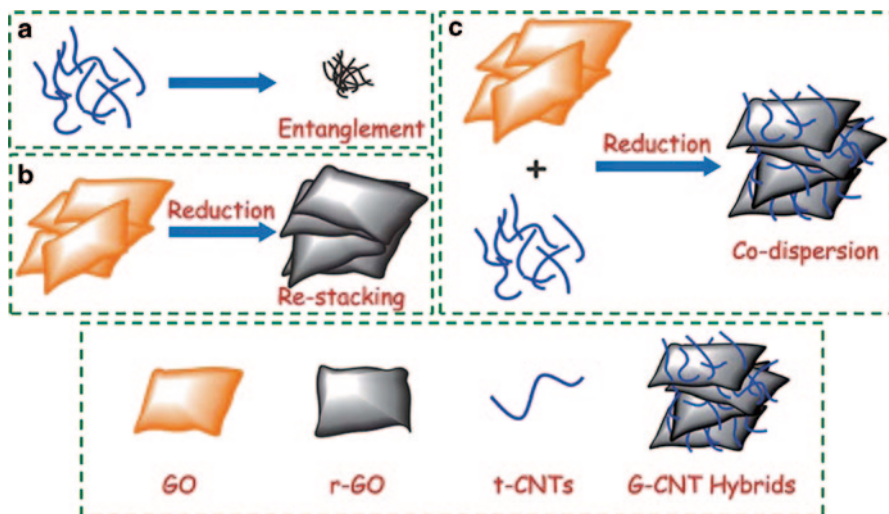 a
Entanglement
b
Reduction
Re-stacking
c
+
Reduction
Co-dispersion
GO
r-GO
t-CNTs
G-CNT Hybrids